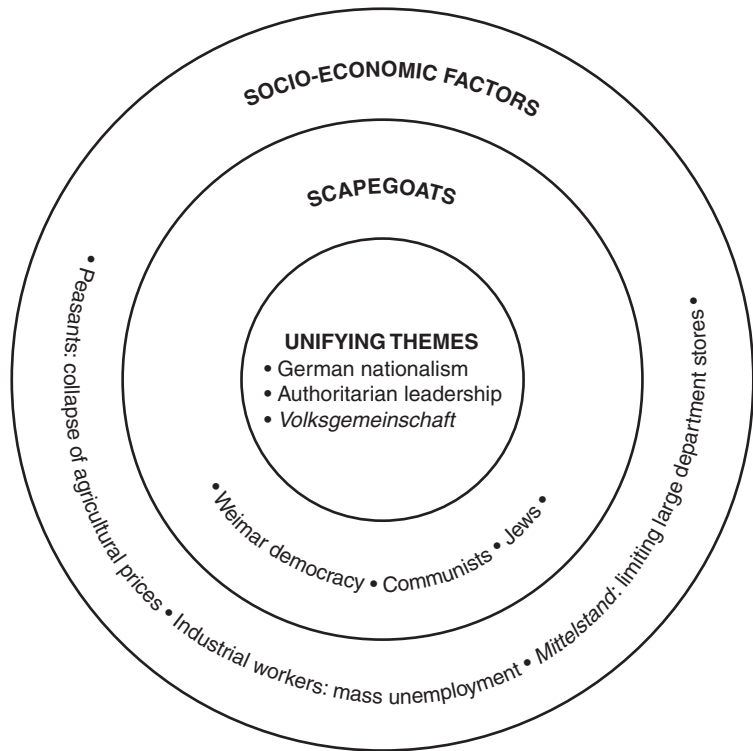 SOCIO-ECONOMIC FACTORS
SCAPEGOATS
UNIFYING THEMES
• German nationalism
• Authoritarian leadership
• Volksgemeinschaft
• Weimar democracy • Communists • Jews •
• Peasants: collapse of agricultural prices • Industrial workers: mass unemployment • Mittelstand: limiting large department stores •